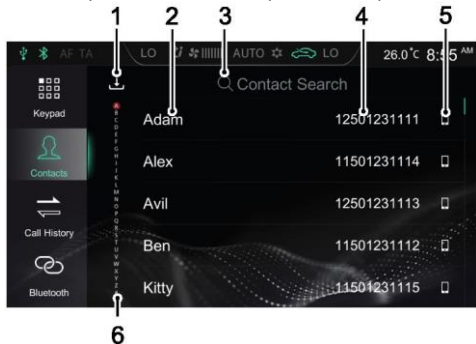 1 2 3 4 5
AF TA LO AUTO LO 26.0°C 8:55 AM
Keypad
Contact Search
A
B
C
D
E
F
G
H
I
J
K
L
M
N
O
P
Q
R
S
T
U
V
W
X
Y
Z
Adam 12501231111
Contacts
Alex 11501231114
Avil 12501231113
Call History
Ben 11501231112
Bluetooth
Kitty 11501231115
6